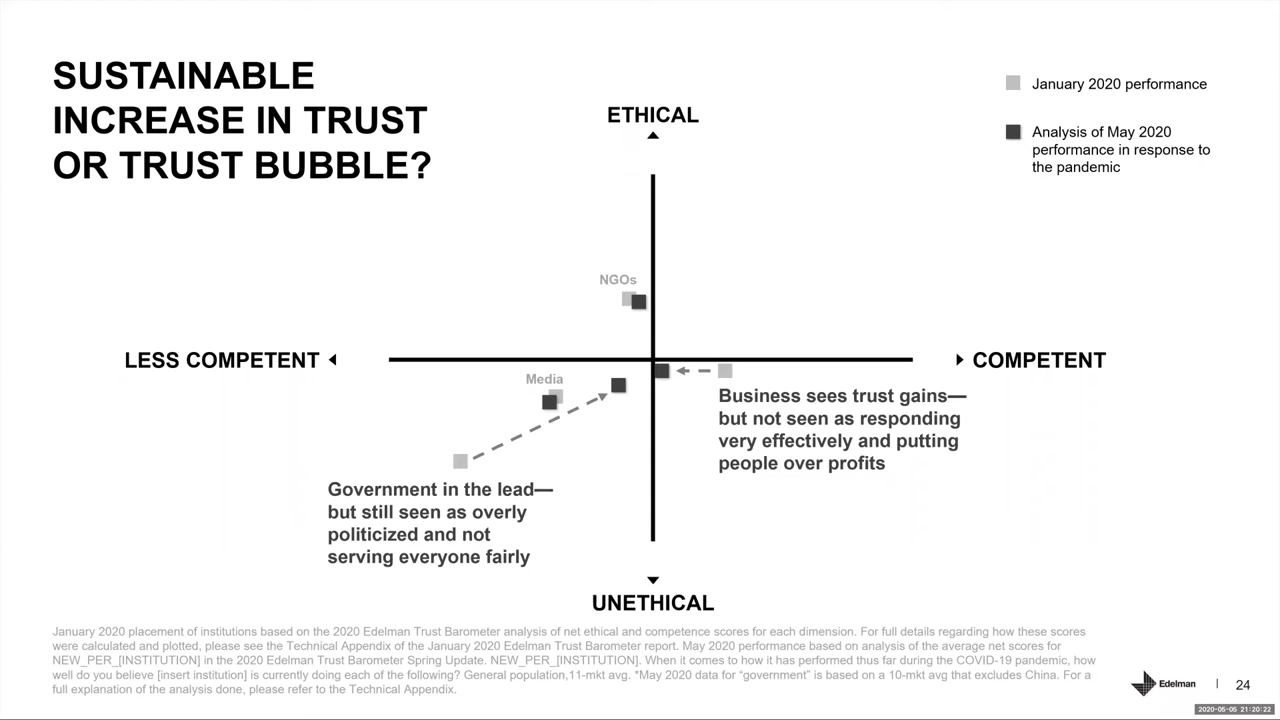 SUSTAINABLE
INCREASE IN TRUST
OR TRUST BUBBLE?
January 2020 performance
Analysis of May 2020
performance in response to
the pandemic
ETHICAL
NGOs
LESS COMPETENT
COMPETENT
Media
Business sees trust gains—
but not seen as responding
very effectively and putting
people over profits
Government in the lead—
but still seen as overly
politicized and not
serving everyone fairly
UNETHICAL
January 2020 placement of institutions based on the 2020 Edelman Trust Barometer analysis of net ethical and competence scores for each dimension. For full details regarding how these scores
were calculated and plotted, please see the Technical Appendix of the January 2020 Edelman Trust Barometer report. May 2020 performance based on analysis of the average net scores for
NEW_PER_[INSTITUTION] in the 2020 Edelman Trust Barometer Spring Update. NEW_PER_[INSTITUTION]. When it comes to how it has performed thus far during the COVID-19 pandemic, how
well do you believe [insert institution] is currently doing each of the following? General population,11-mkt avg. *May 2020 data for “government” is based on a 10-mkt avg that excludes China. For a
full explanation of the analysis done, please refer to the Technical Appendix.
Edelman
24
2020-05-05 21:20:22